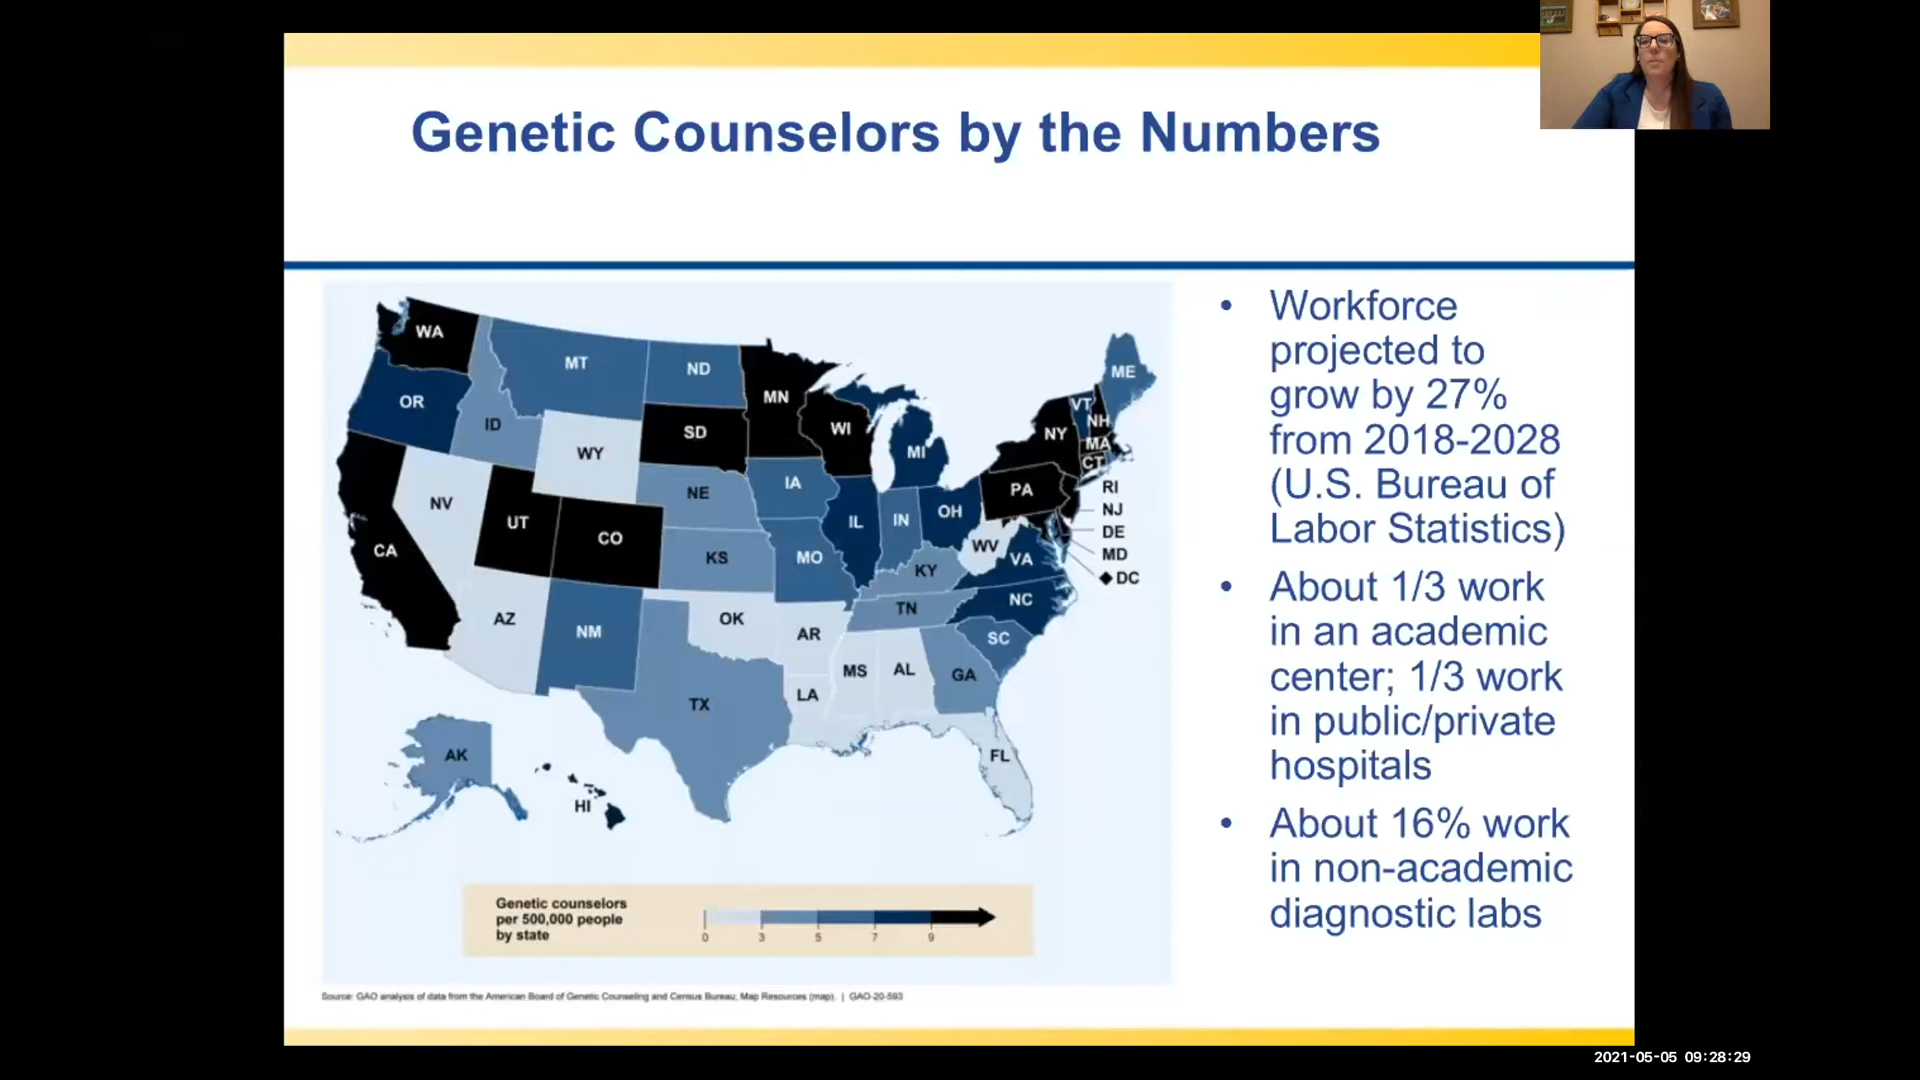 Genetic Counselors by the Numbers
WA
MT
ND
MN
ME
OR
ID
SD
WI
VT
NH
NY
MA
MI
CT
WY
PA
RI
NV
NE
IA
NJ
UT
CO
IL
IN
OH
DE
CA
KS
MO
WV
VA
MD
KY
◆DC
AZ
NM
OK
TN
NC
AR
SC
MS
AL
GA
LA
TX
AK
FL
HI
Genetic counselors
per 500,000 people
by state
0 3 5 7 9
Source: GAO analysis of data from the American Board of Genetic Counseling and Census Bureau; Map Resources (map). | GAO-20-593
• Workforce
projected to
grow by 27%
from 2018-2028
(U.S. Bureau of
Labor Statistics)
• About 1/3 work
in an academic
center; 1/3 work
in public/private
hospitals
• About 16% work
in non-academic
diagnostic labs
2021-05-05 09:28:29